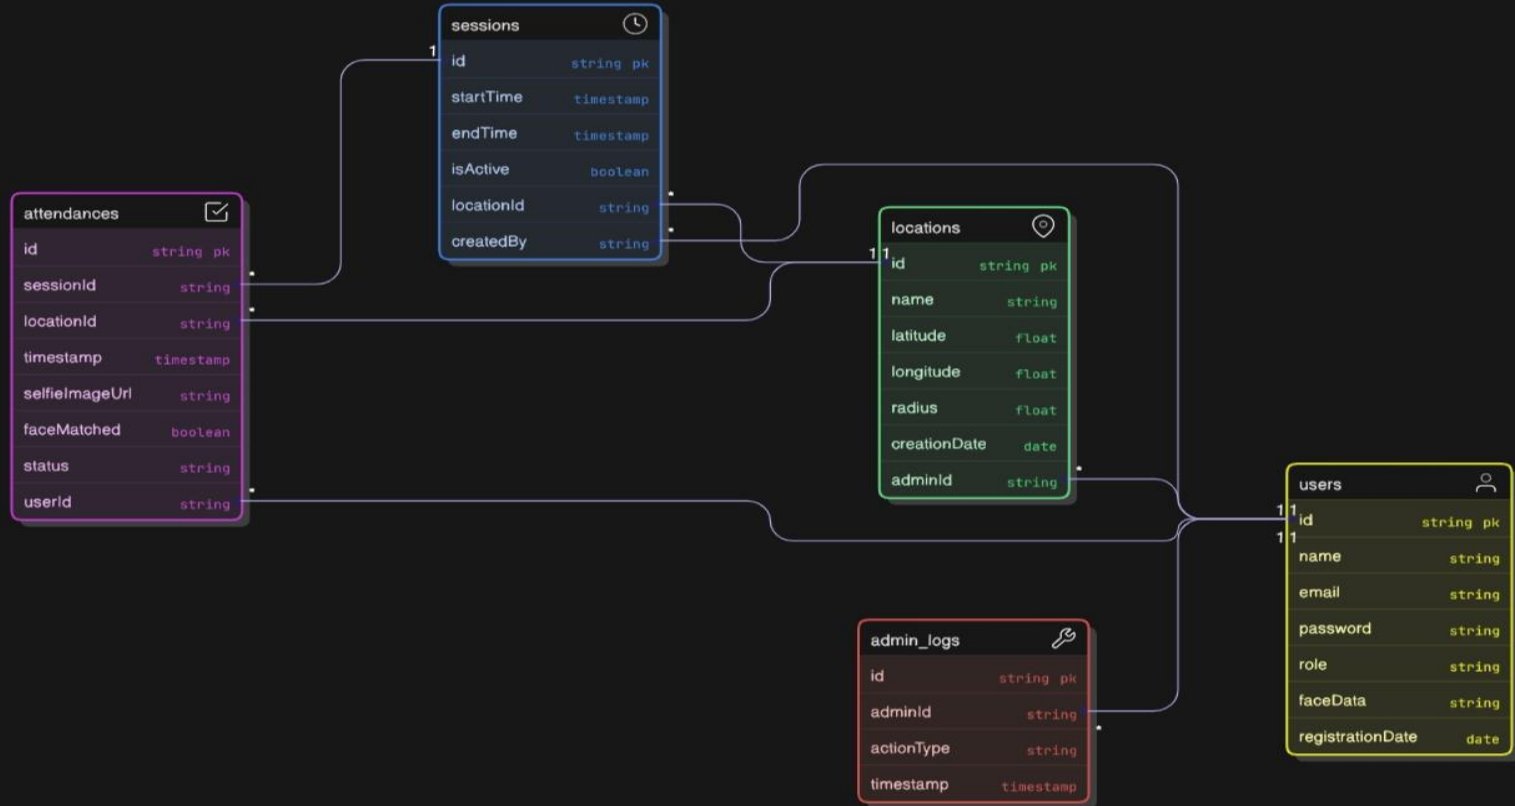 sessions
1
id string pk
startTime timestamp
endTime timestamp
isActive boolean
locationId string *
createdBy string *
attendances
id string pk
sessionId string *
locationId string *
timestamp timestamp
selfieImageUrl string
faceMatched boolean
status string
userId string *
locations
1 1
id string pk
name string
latitude float
longitude float
radius float
creationDate date
adminId string *
users
1 1
id string pk
1 1
name string
email string
password string
role string
faceData string
registrationDate date
admin_logs
id string pk
adminId string *
actionType string
timestamp timestamp